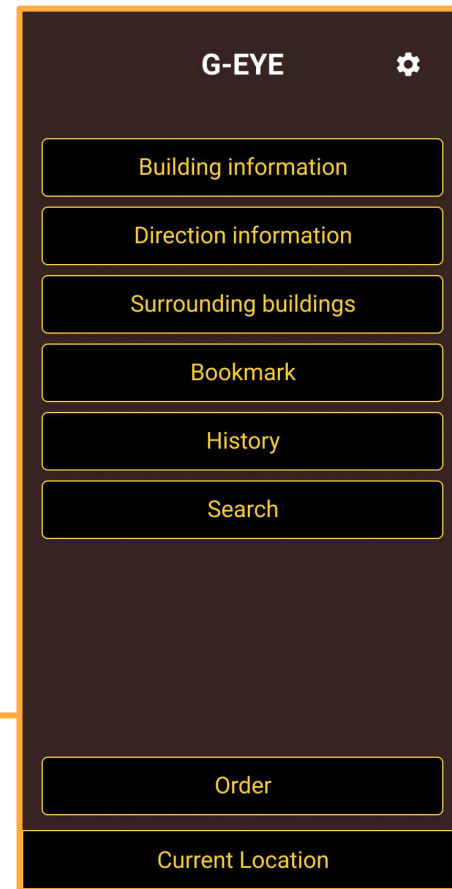 G-EYE
Building information
Direction information
Surrounding buildings
Bookmark
History
Search
Order
Current Location